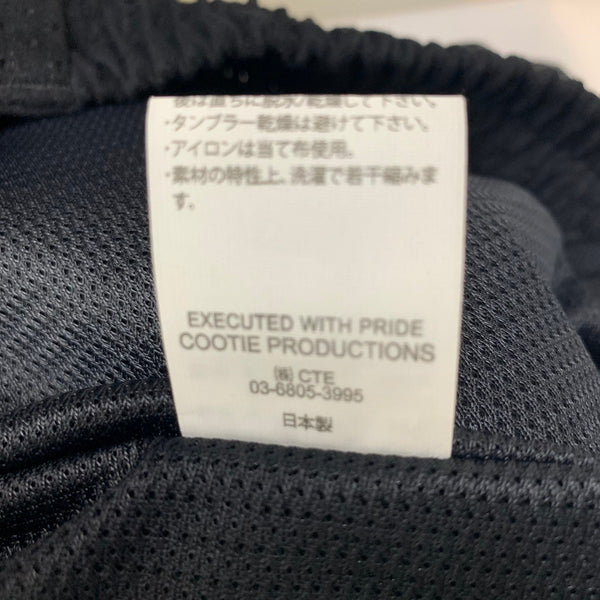 後は直ちに脱水/乾燥して下さい。
・タンブラー乾燥は避けて下さい。
・アイロンは当て布使用。
・素材の特性上、洗濯で若干縮みま
す。
EXECUTED WITH PRIDE
COOTIE PRODUCTIONS
㈱ CTE
03-6805-3995
日本製